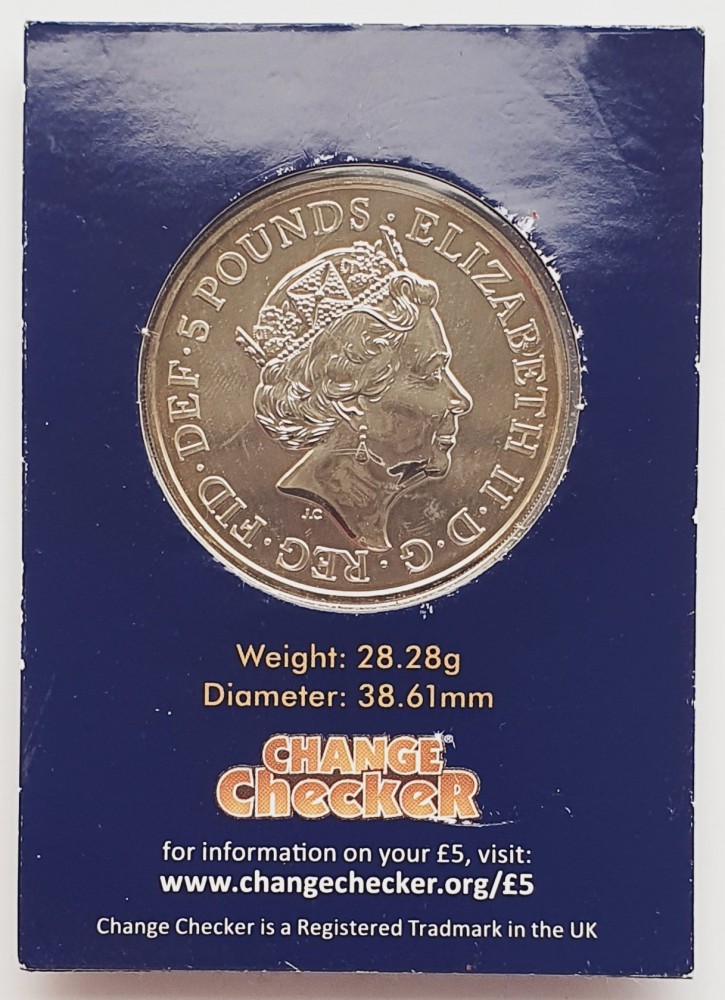 ELIZABETH II · D · G · REG · FID · DEF · 5 POUNDS ·
J.C
Weight: 28.28g
Diameter: 38.61mm
CHANGE
CHecKeR®
for information on your £5, visit:
www.changechecker.org/£5
Change Checker is a Registered Tradmark in the UK